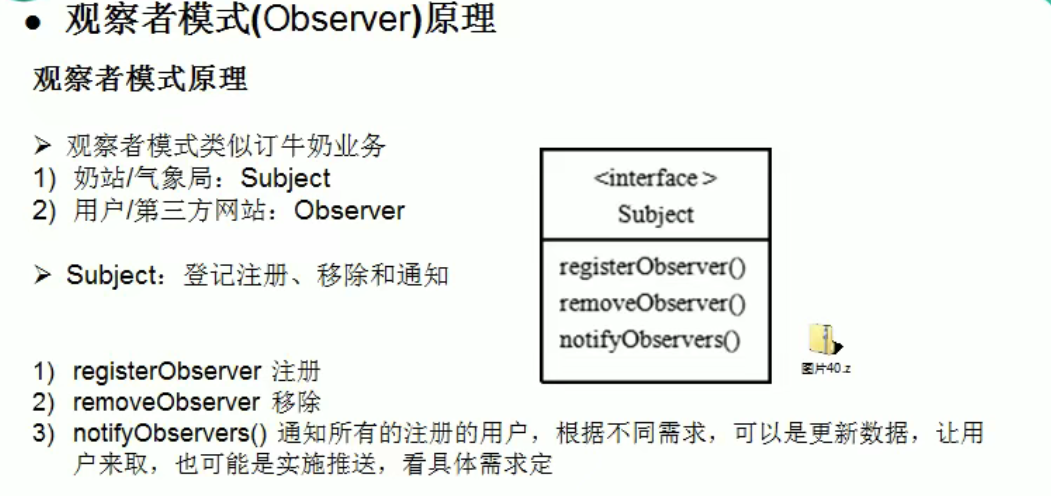 ● 观察者模式(Observer)原理
观察者模式原理
➢ 观察者模式类似订牛奶业务
1) 奶站/气象局：Subject
2) 用户/第三方网站：Observer
➢ Subject：登记注册、移除和通知
1) registerObserver 注册
2) removeObserver 移除
3) notifyObservers() 通知所有的注册的用户，根据不同需求，可以是更新数据，让用
户来取，也可能是实施推送，看具体需求定
<interface >
Subject
registerObserver()
removeObserver()
notifyObservers()
图片40.z